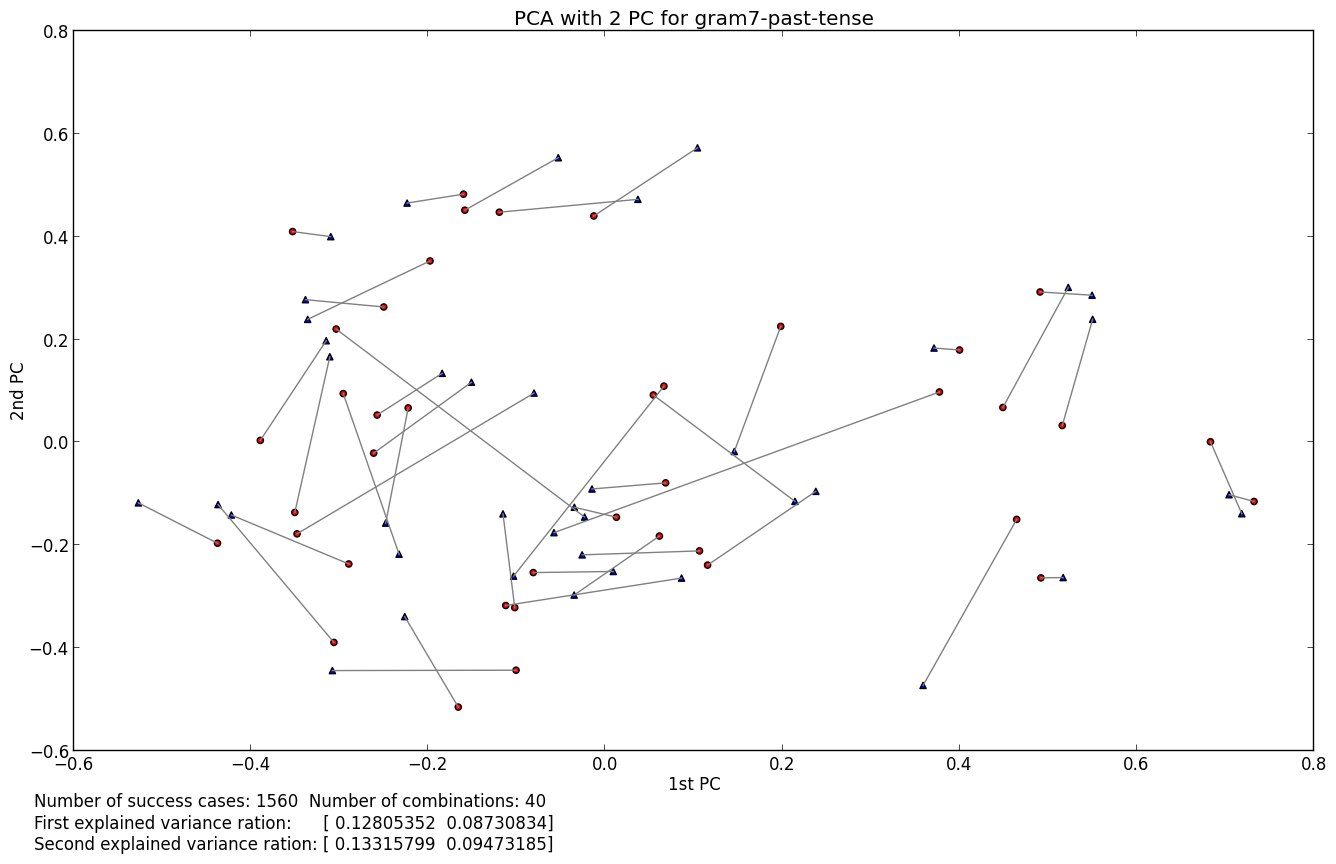 PCA with 2 PC for gram7-past-tense
0.8
0.6
0.4
0.2
0.0
−0.2
−0.4
−0.6
2nd PC
−0.6 −0.4 −0.2 0.0 0.2 0.4 0.6 0.8
1st PC
Number of success cases: 1560 Number of combinations: 40
First explained variance ration: [ 0.12805352 0.08730834]
Second explained variance ration: [ 0.13315799 0.09473185]